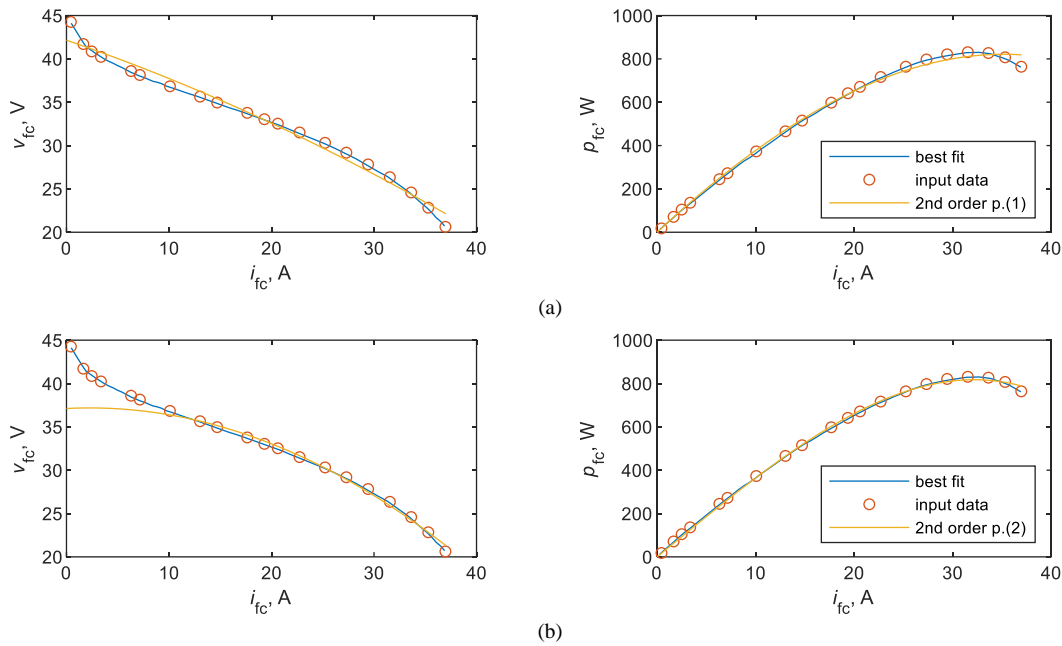 45
40
35
30
25
20
v_fc, V
0 10 20 30 40
i_fc, A
1000
800
600
400
200
0
p_fc, W
best fit
input data
2nd order p.(1)
0 10 20 30 40
i_fc, A
(a)
45
40
35
30
25
20
v_fc, V
0 10 20 30 40
i_fc, A
1000
800
600
400
200
0
p_fc, W
best fit
input data
2nd order p.(2)
0 10 20 30 40
i_fc, A
(b)